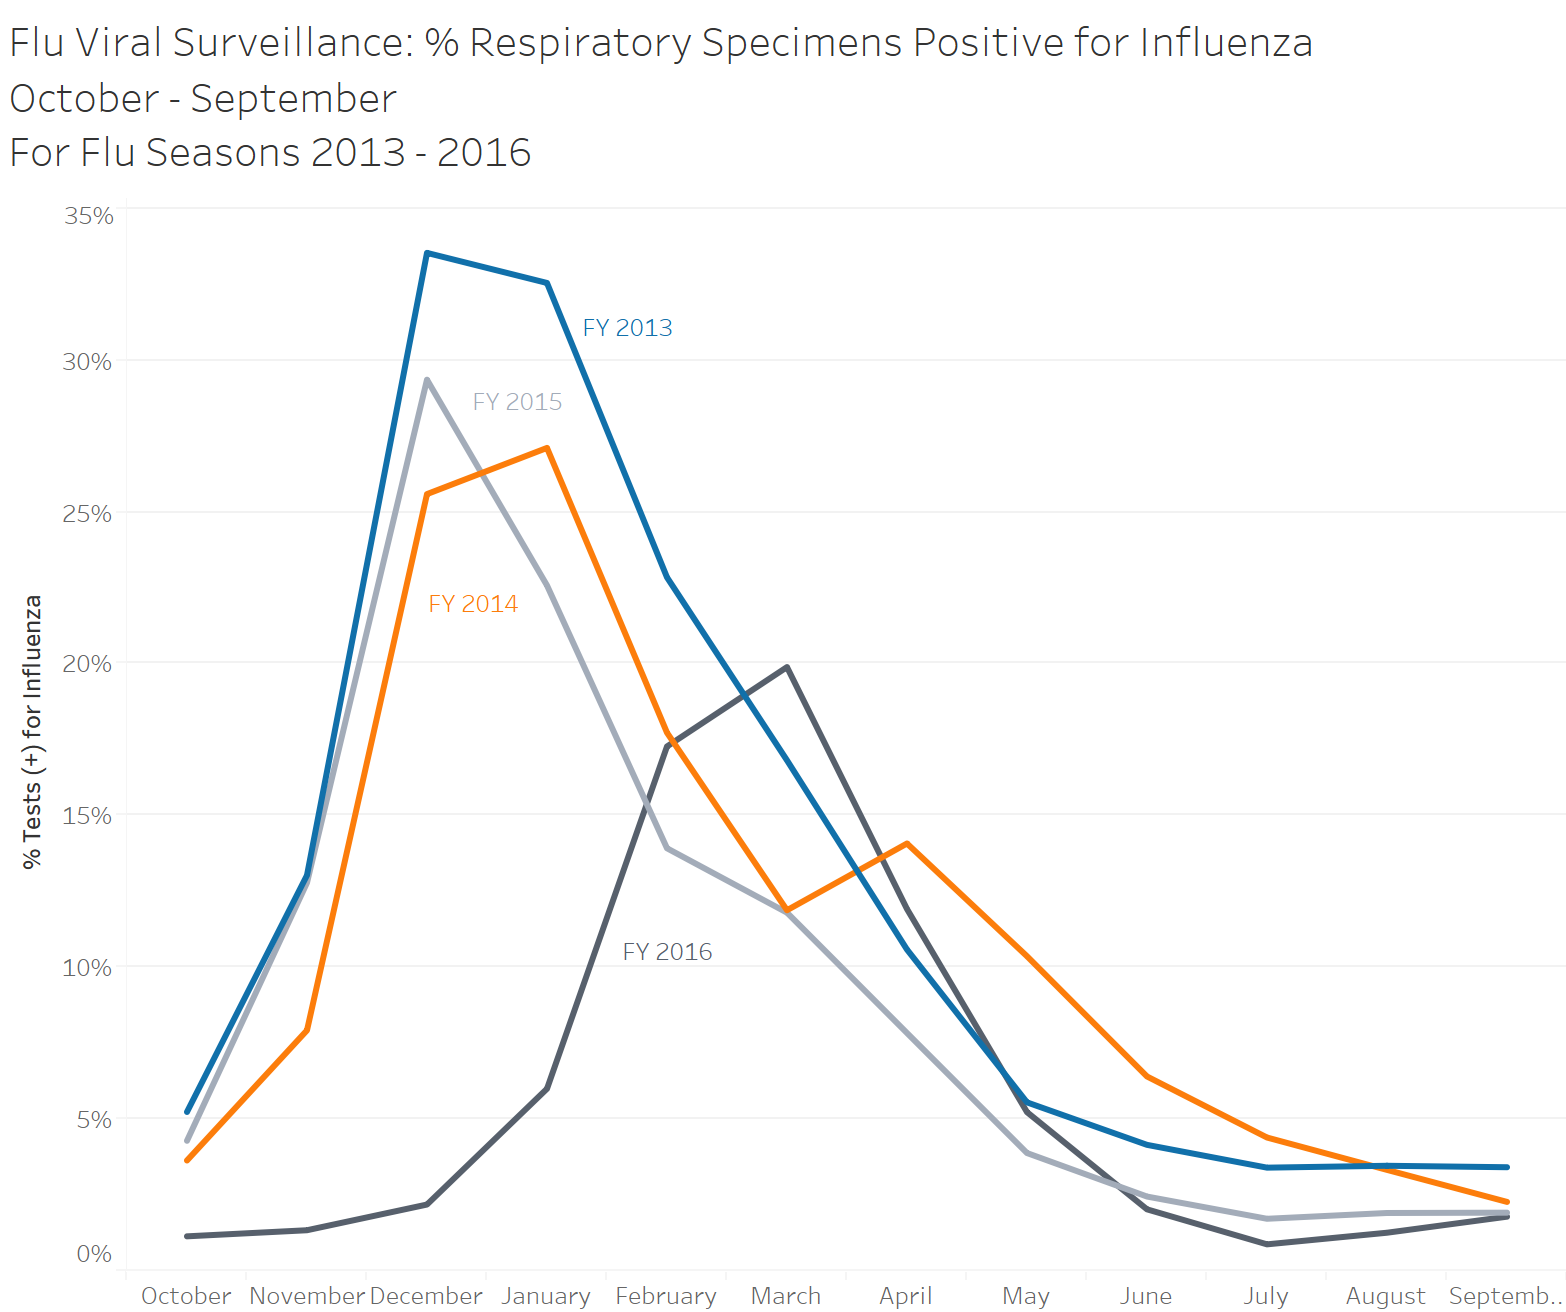 Flu Viral Surveillance: % Respiratory Specimens Positive for Influenza
October - September
For Flu Seasons 2013 - 2016
35%
30%
25%
20%
15%
10%
5%
0%
% Tests (+) for Influenza
FY 2013
FY 2015
FY 2014
FY 2016
October November December January February March April May June July August Septemb..